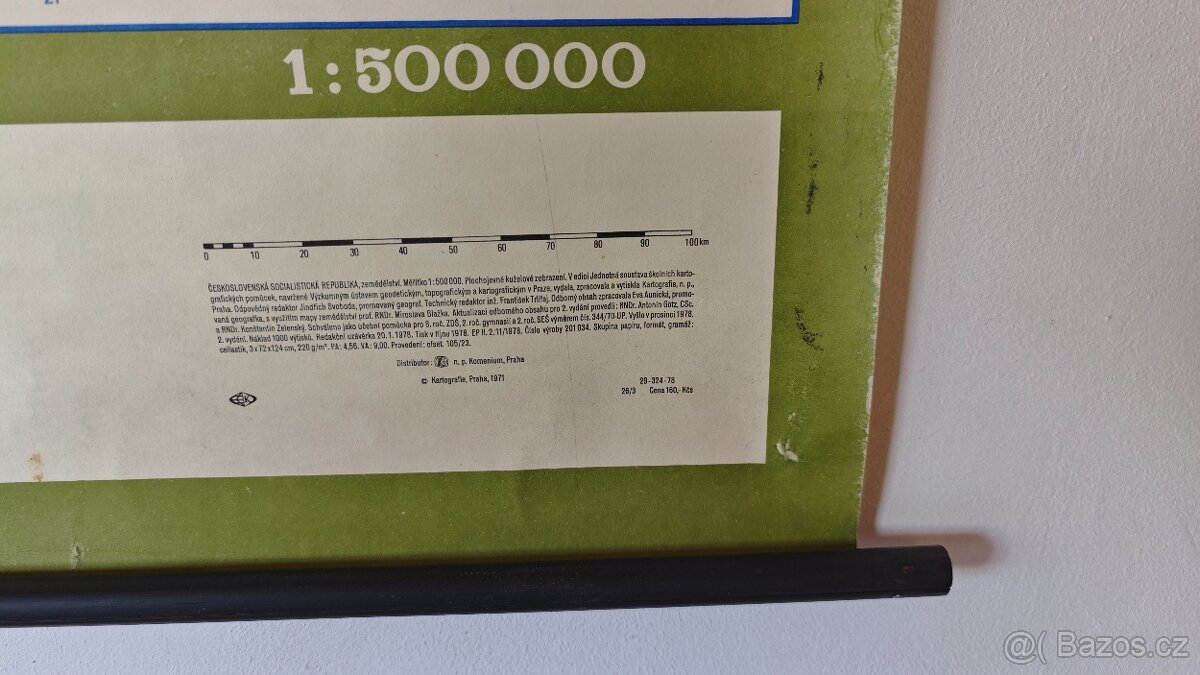 1 : 500 000
0 10 20 30 40 50 60 70 80 90 100 km
ČESKOSLOVENSKÁ SOCIALISTICKÁ REPUBLIKA, zemědělství. Měřítko 1 : 500 000. Plochojevné kuželové zobrazení. V edici Jednotná soustava školních karto-
grafických pomůcek, navržené Výzkumným ústavem geodetickým, topografickým a kartografickým v Praze, vydala, zpracovala a vytiskla Kartografie, n. p.,
Praha. Odpovědný redaktor Jindřich Svoboda, promovaný geograf. Technický redaktor inž. František Tříťaj. Odborný obsah zpracovala Eva Aunická, promo-
vaná geografka, s využitím mapy zemědělství prof. RNDr. Miroslava Blažka. Aktualizaci odborného obsahu pro 2. vydání provedli: RNDr. Antonín Götz, CSc.
a RNDr. Konštantin Zelenský. Schváleno jako učební pomůcka pro 8. roč. ZDŠ, 2. roč. gymnasií a 2. roč. SEŠ výměrem čís. 344/70-UP. Vyšlo v prosinci 1978.
2. vydání. Náklad 1000 výtisků. Redakční uzávěrka 20. 1. 1978. Tisk v říjnu 1978. EP II 2. 11/1978. Číslo výroby 201 034. Skupina papíru, formát, gramáž:
cellastik, 3 x 72 x 124 cm, 220 g/m². PA: 4,56. VA: 9,00. Provedení: ofset. 105/23.
Distributor: n. p. Komenium, Praha
© Kartografie, Praha, 1971
29-324-78
26/3 Cena 160,- Kčs
@( Bazos.cz